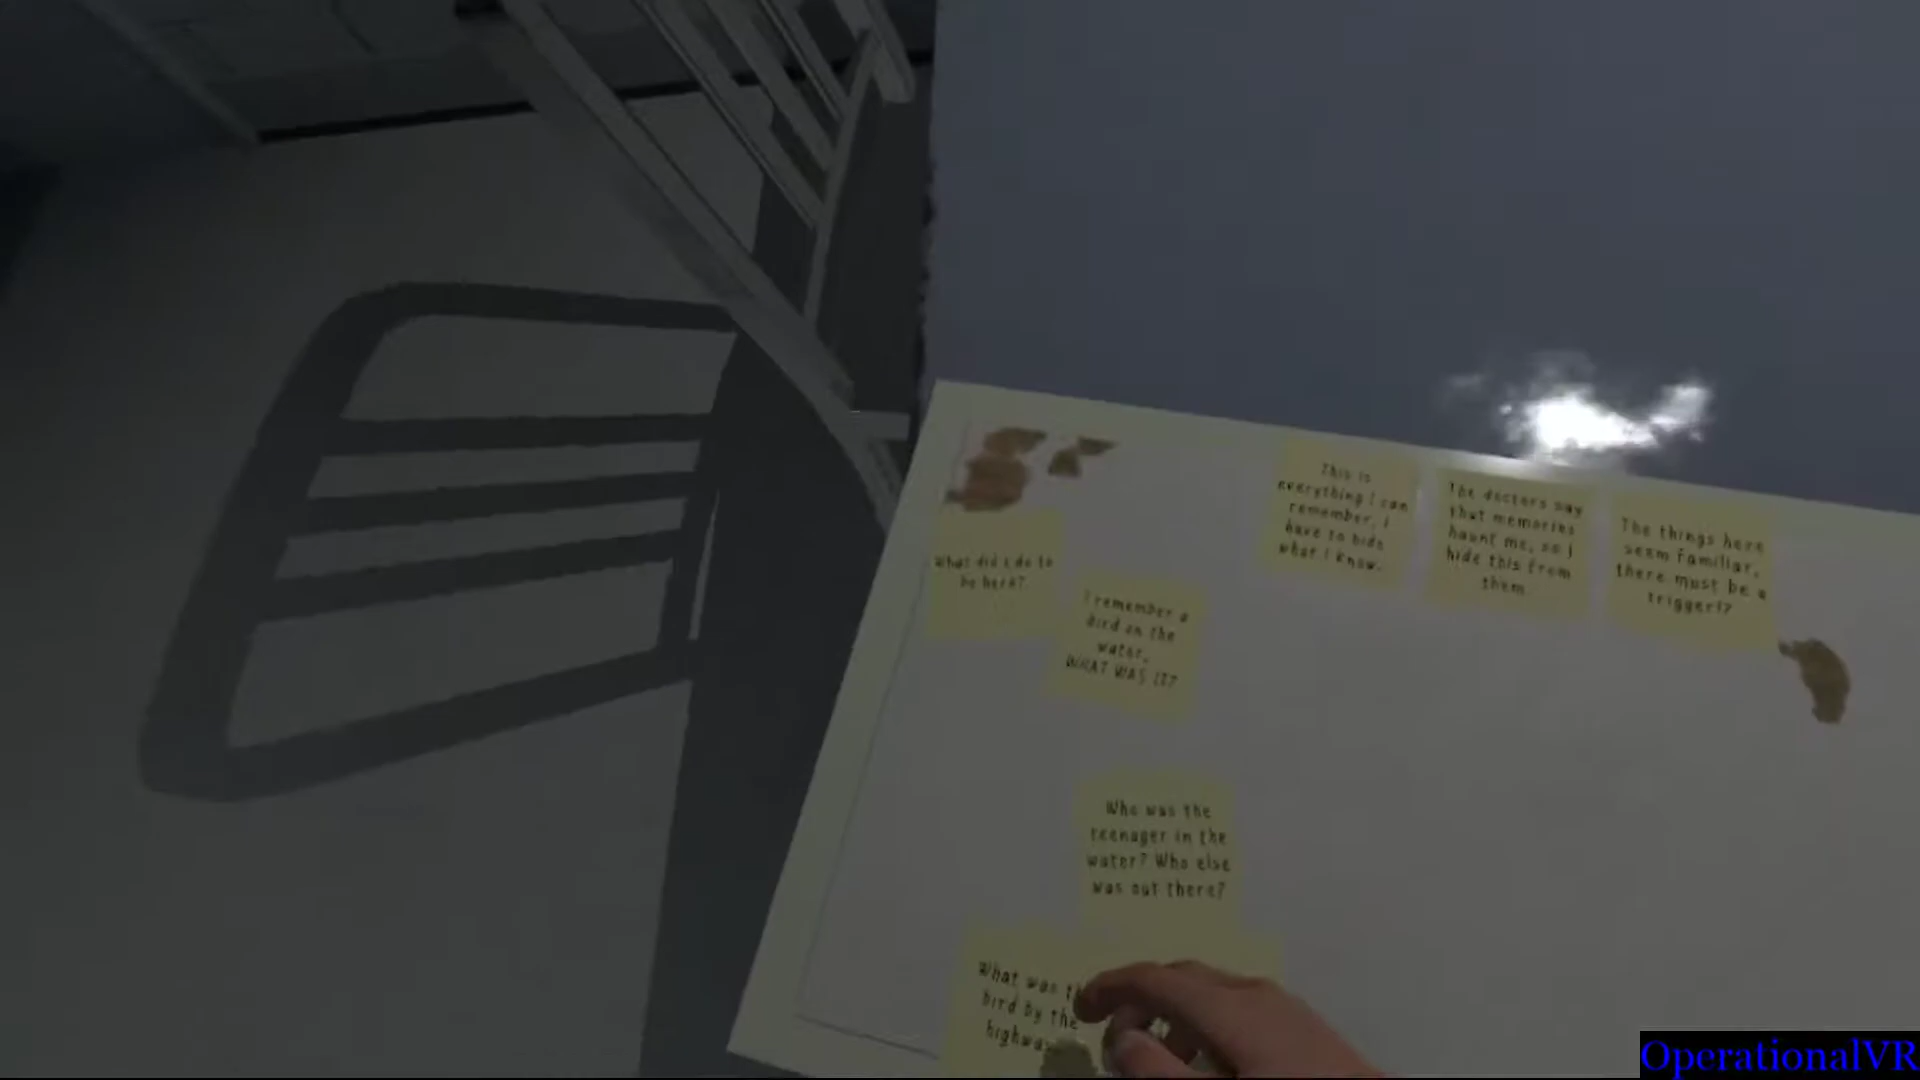 This is
everything I can
remember, I
have to hide
what I know.
The doctors say
that memories
haunt me, so I
hide this from
them
The things here
seem familiar,
there must be a
trigger!?
What did I do to
be here?
I remember a
bird on the
water,
WHAT WAS IT?
Who was the
teenager in the
water? Who else
was out there?
What was
bird by the
OperationalVR